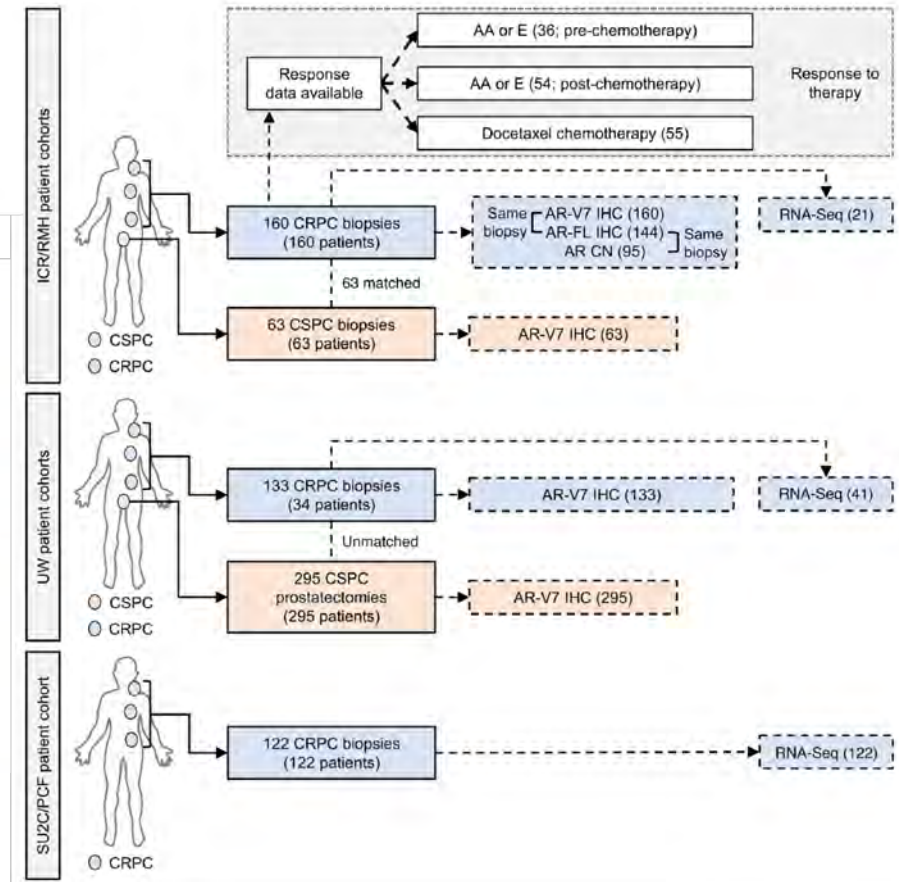 ICR/RMH patient cohorts
AA or E (36; pre-chemotherapy)
Response
data available
AA or E (54; post-chemotherapy)
Response to
therapy
Docetaxel chemotherapy (55)
160 CRPC biopsies
(160 patients)
Same
biopsy
AR-V7 IHC (160)
AR-FL IHC (144)
AR CN (95)
Same
biopsy
RNA-Seq (21)
63 matched
63 CSPC biopsies
(63 patients)
AR-V7 IHC (63)
CSPC
CRPC
UW patient cohorts
133 CRPC biopsies
(34 patients)
AR-V7 IHC (133)
RNA-Seq (41)
Unmatched
295 CSPC
prostatectomies
(295 patients)
AR-V7 IHC (295)
CSPC
CRPC
SU2C/PCF patient cohort
122 CRPC biopsies
(122 patients)
RNA-Seq (122)
CRPC